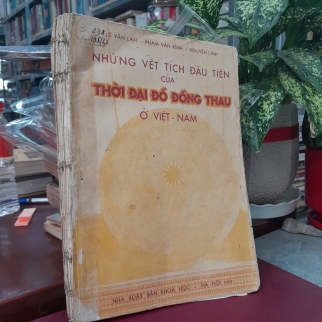 LÊ VĂN LAN - PHẠM VĂN KỈNH - NGUYỄN LINH
NHỮNG VẾT TÍCH ĐẦU TIÊN
CỦA
THỜI ĐẠI ĐỒ ĐỒNG THAU
Ở VIỆT-NAM
NHÀ XUẤT BẢN KHOA HỌC - HÀ NỘI